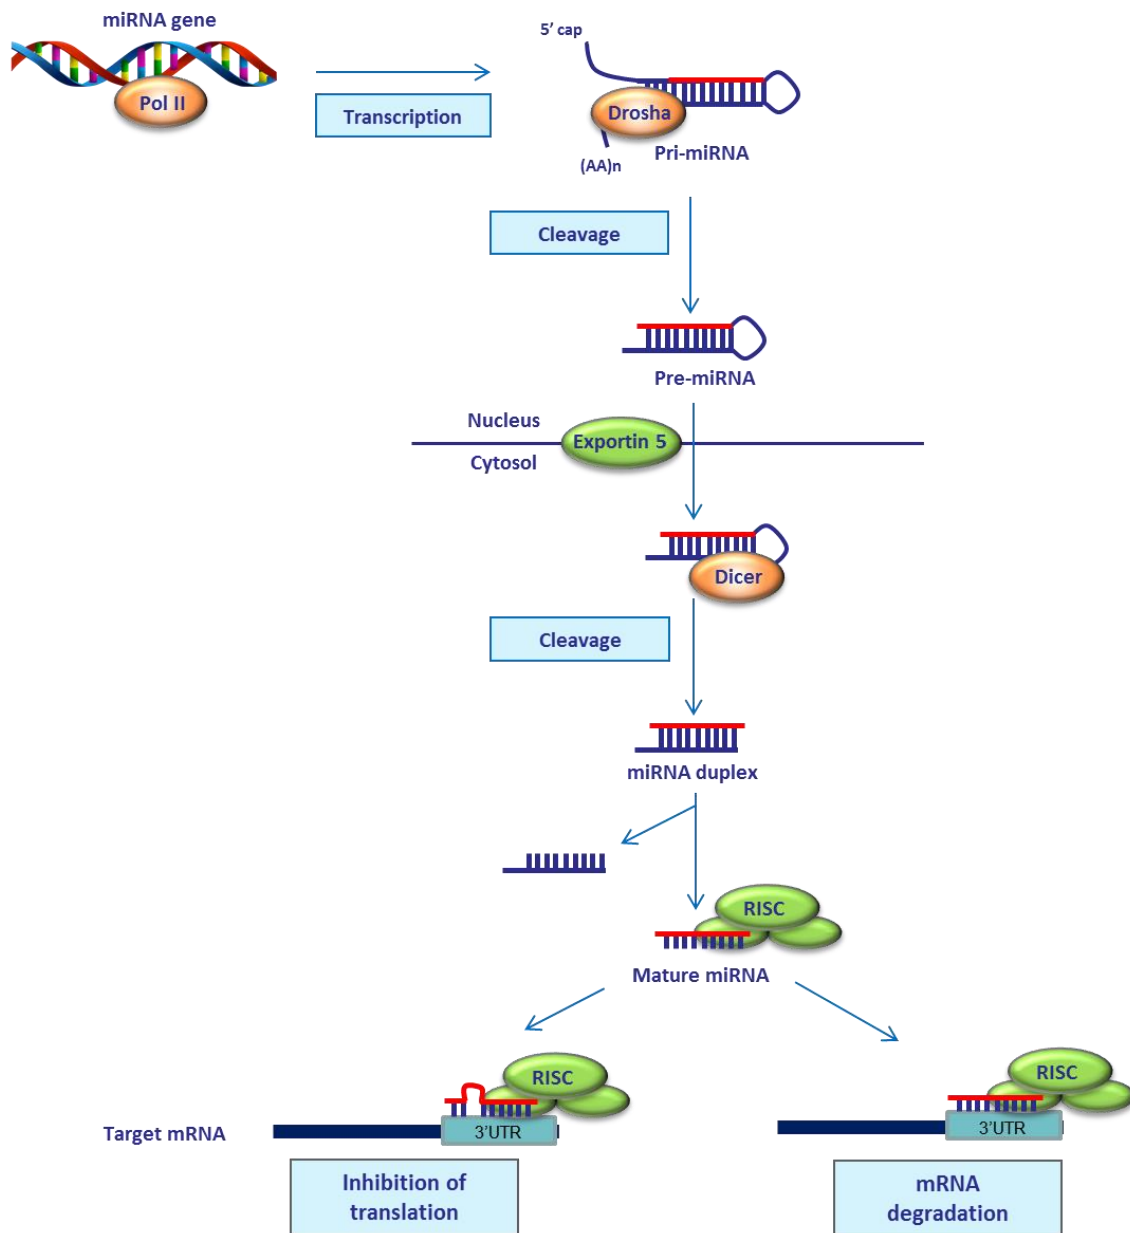 miRNA gene
Pol II
Transcription
5' cap
Drosha
Pri-miRNA
(AA)n
Cleavage
Pre-miRNA
Nucleus
Exportin 5
Cytosol
Dicer
Cleavage
miRNA duplex
RISC
Mature miRNA
RISC
RISC
Target mRNA
3'UTR
3'UTR
Inhibition of
translation
mRNA
degradation